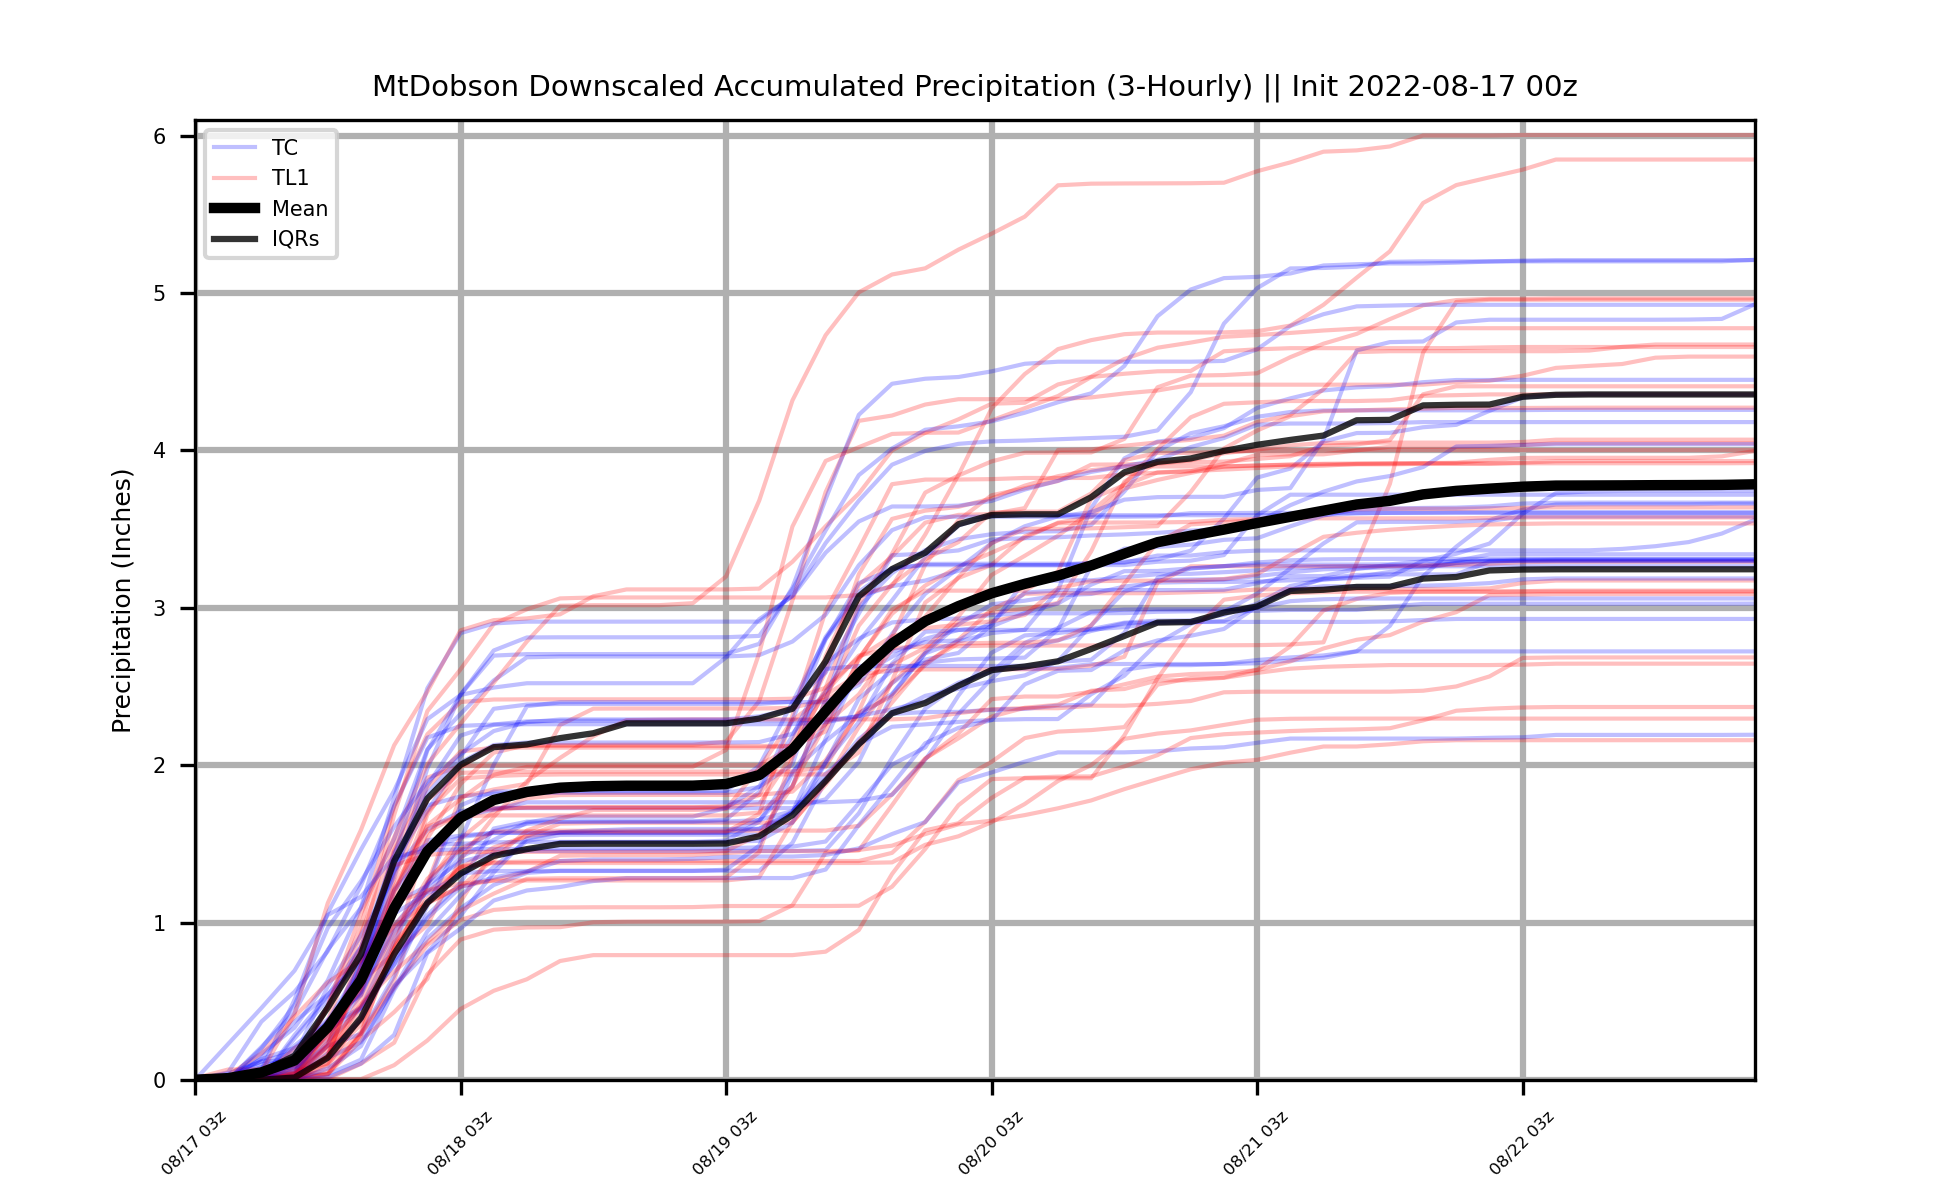 MtDobson Downscaled Accumulated Precipitation (3-Hourly) || Init 2022-08-17 00z
TC
TL1
Mean
IQRs
Precipitation (Inches)
6
5
4
3
2
1
0
08/17 03z
08/18 03z
08/19 03z
08/20 03z
08/21 03z
08/22 03z